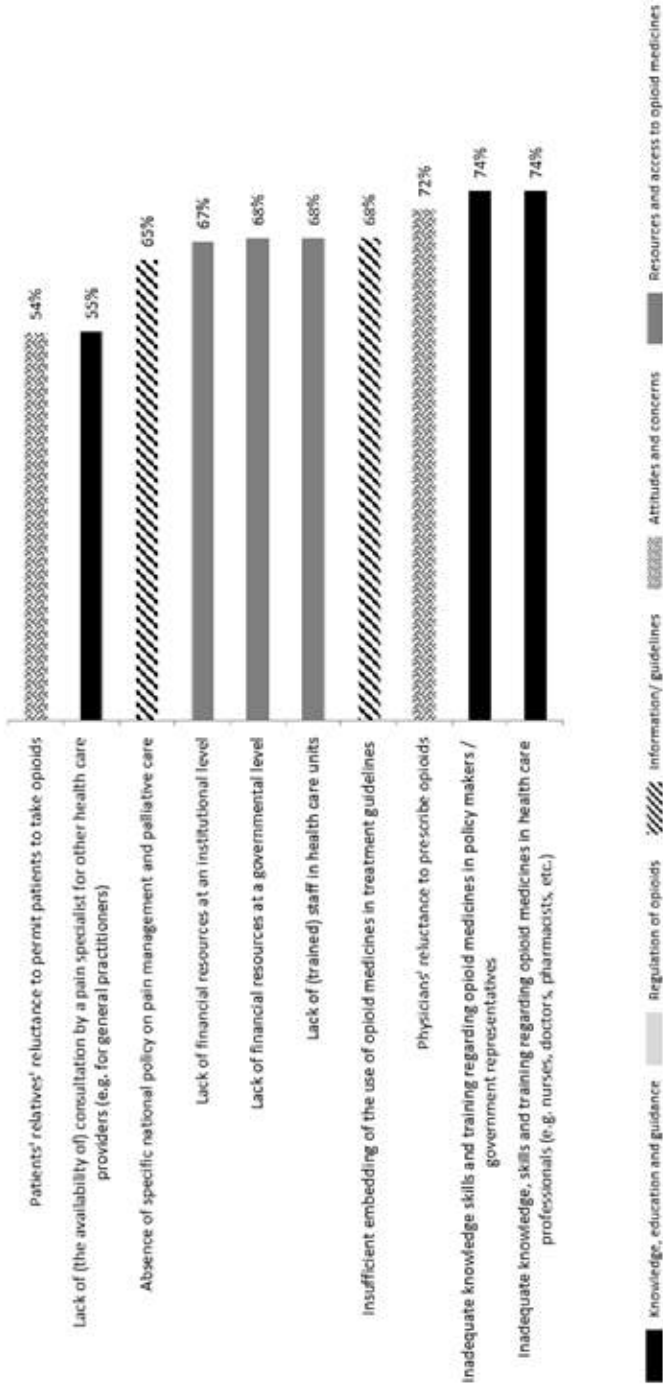 Patients' relatives' reluctance to permit patients to take opioids
54%
Lack of (the availability of) consultation by a pain specialist for other health care
providers (e.g. for general practitioners)
55%
Absence of specific national policy on pain management and palliative care
65%
Lack of financial resources at an institutional level
67%
Lack of financial resources at a governmental level
68%
Lack of (trained) staff in health care units
68%
Insufficient embedding of the use of opioid medicines in treatment guidelines
68%
Physicians' reluctance to prescribe opioids
72%
Inadequate knowledge skills and training regarding opioid medicines in policy makers /
government representatives
74%
Inadequate knowledge, skills and training regarding opioid medicines in health care
professionals (e.g. nurses, doctors, pharmacists, etc.)
74%
Knowledge, education and guidance
Regulation of opioids
Information/ guidelines
Attitudes and concerns
Resources and access to opioid medicines